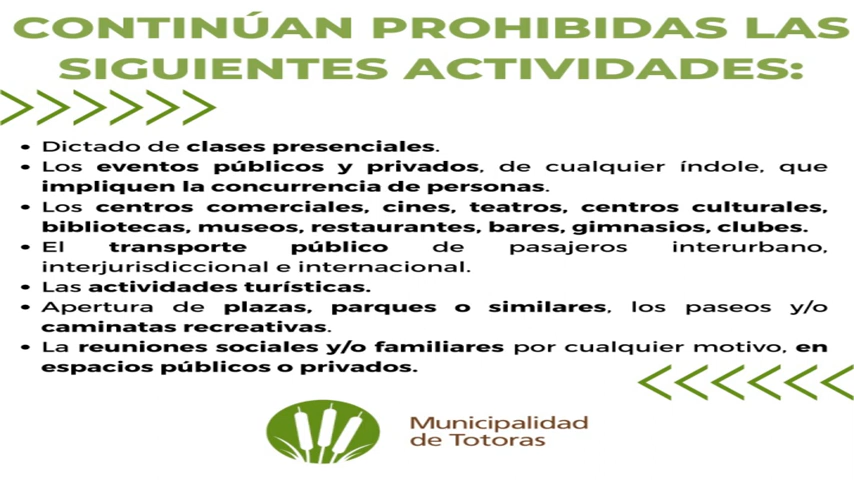 CONTINÚAN PROHIBIDAS LAS
SIGUIENTES ACTIVIDADES:
• Dictado de clases presenciales.
• Los eventos públicos y privados, de cualquier índole, que
impliquen la concurrencia de personas.
• Los centros comerciales, cines, teatros, centros culturales,
bibliotecas, museos, restaurantes, bares, gimnasios, clubes.
• El transporte público de pasajeros interurbano,
interjurisdiccional e internacional.
• Las actividades turísticas.
• Apertura de plazas, parques o similares, los paseos y/o
caminatas recreativas.
• La reuniones sociales y/o familiares por cualquier motivo, en
espacios públicos o privados.
Municipalidad
de Totoras